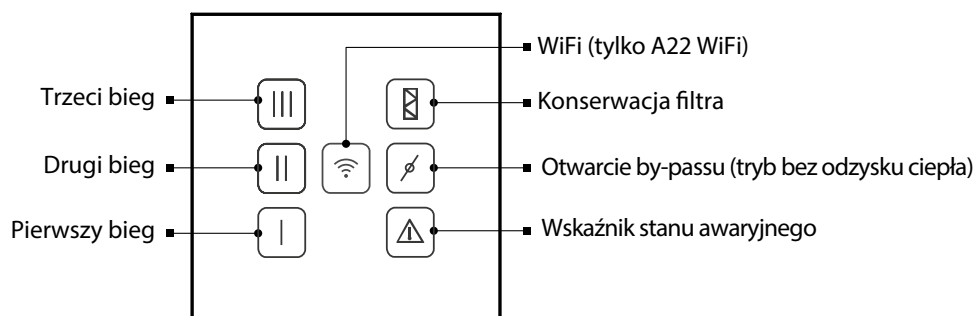 WiFi (tylko A22 WiFi)
Trzeci bieg
Konserwacja filtra
Drugi bieg
Otwarcie by-passu (tryb bez odzysku ciepła)
Pierwszy bieg
Wskaźnik stanu awaryjnego